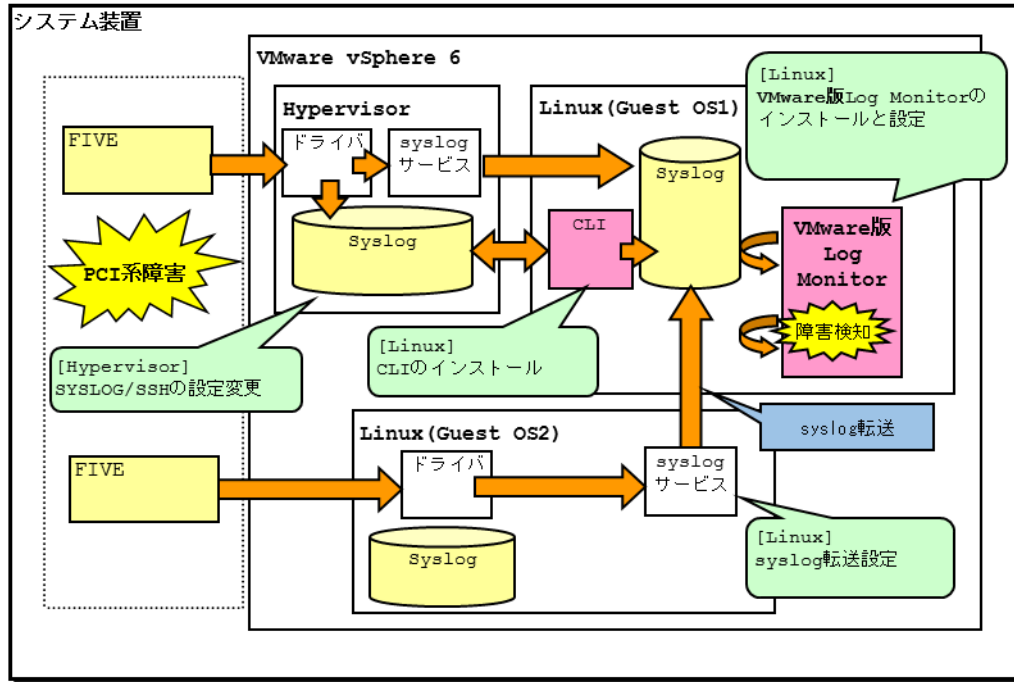 システム装置
VMware vSphere 6
[Linux]
VMware版Log Monitorの
インストールと設定
Hypervisor
Linux(Guest OS1)
FIVE
ドライバ
syslog
サービス
Syslog
Syslog
CLI
VMware版
Log
Monitor
PCI系障害
障害検知
[Hypervisor]
SYSLOG/SSHの設定変更
[Linux]
CLIのインストール
syslog転送
Linux(Guest OS2)
FIVE
ドライバ
syslog
サービス
Syslog
[Linux]
syslog転送設定